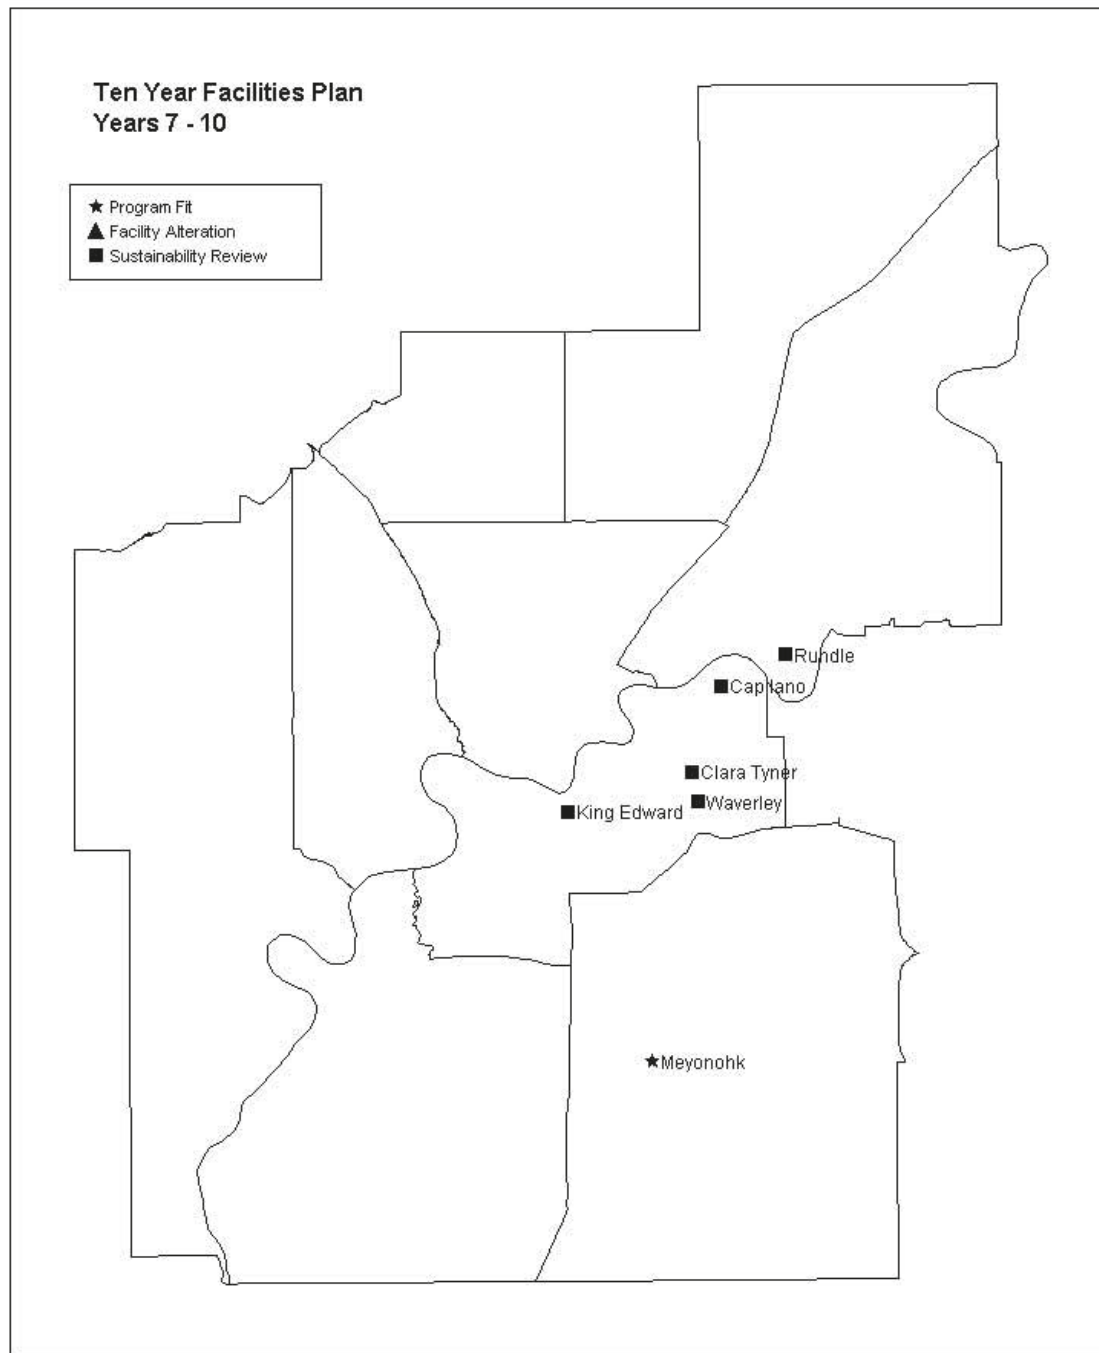 Ten Year Facilities Plan
Years 7 - 10
Program Fit
Facility Alteration
Sustainability Review
Rundle
Capilano
Clara Tyner
Waverley
King Edward
Meyonohk